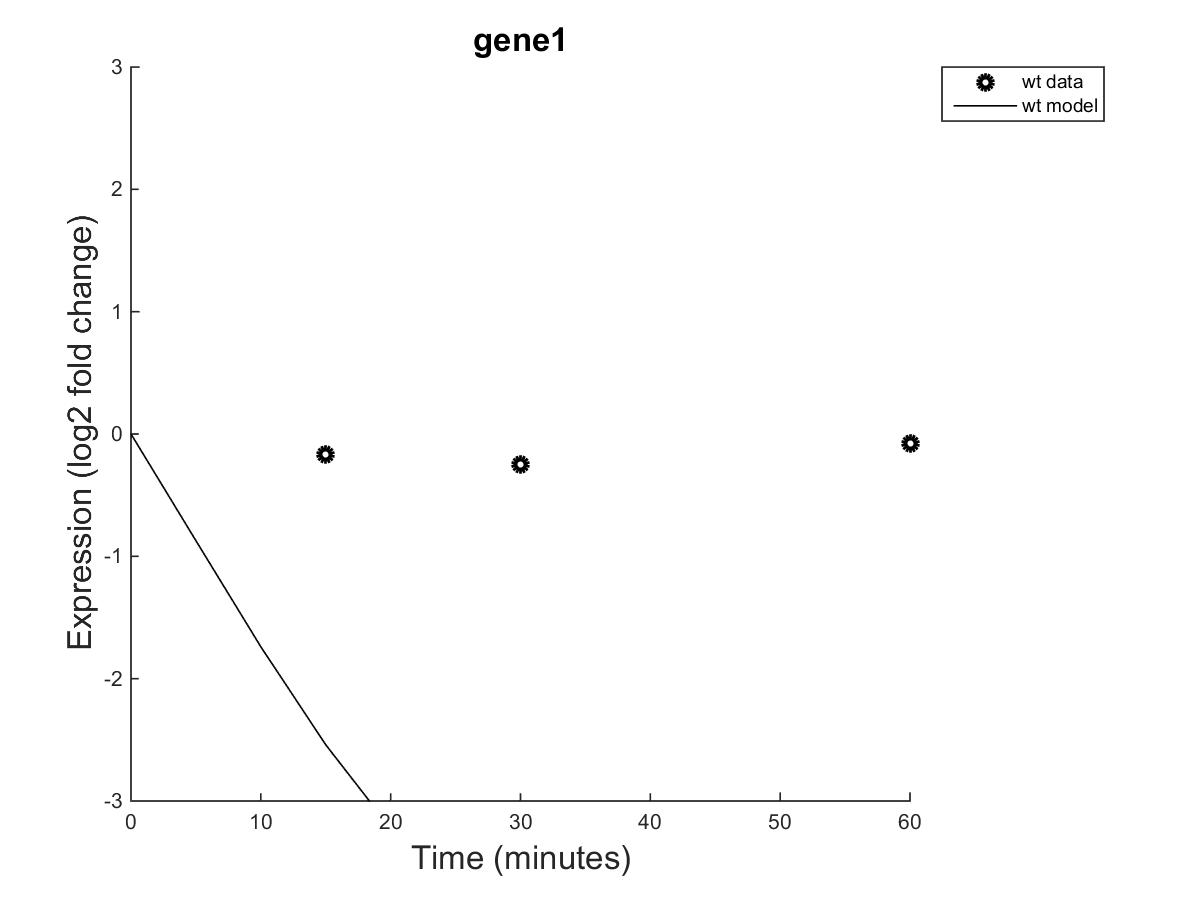 gene1
wt data
wt model
3
2
1
0
-1
-2
-3
Expression (log2 fold change)
0 10 20 30 40 50 60
Time (minutes)